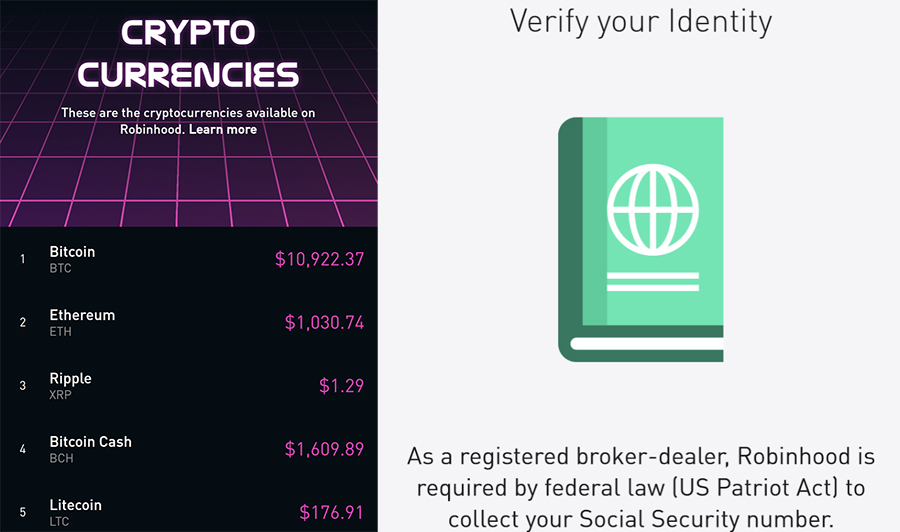 CRYPTO
CURRENCIES
These are the cryptocurrencies available on
Robinhood. Learn more
1 Bitcoin $10,922.37
BTC
2 Ethereum $1,030.74
ETH
3 Ripple $1.29
XRP
4 Bitcoin Cash $1,609.89
BCH
5 Litecoin $176.91
LTC
Verify your Identity
As a registered broker-dealer, Robinhood is
required by federal law (US Patriot Act) to
collect your Social Security number.